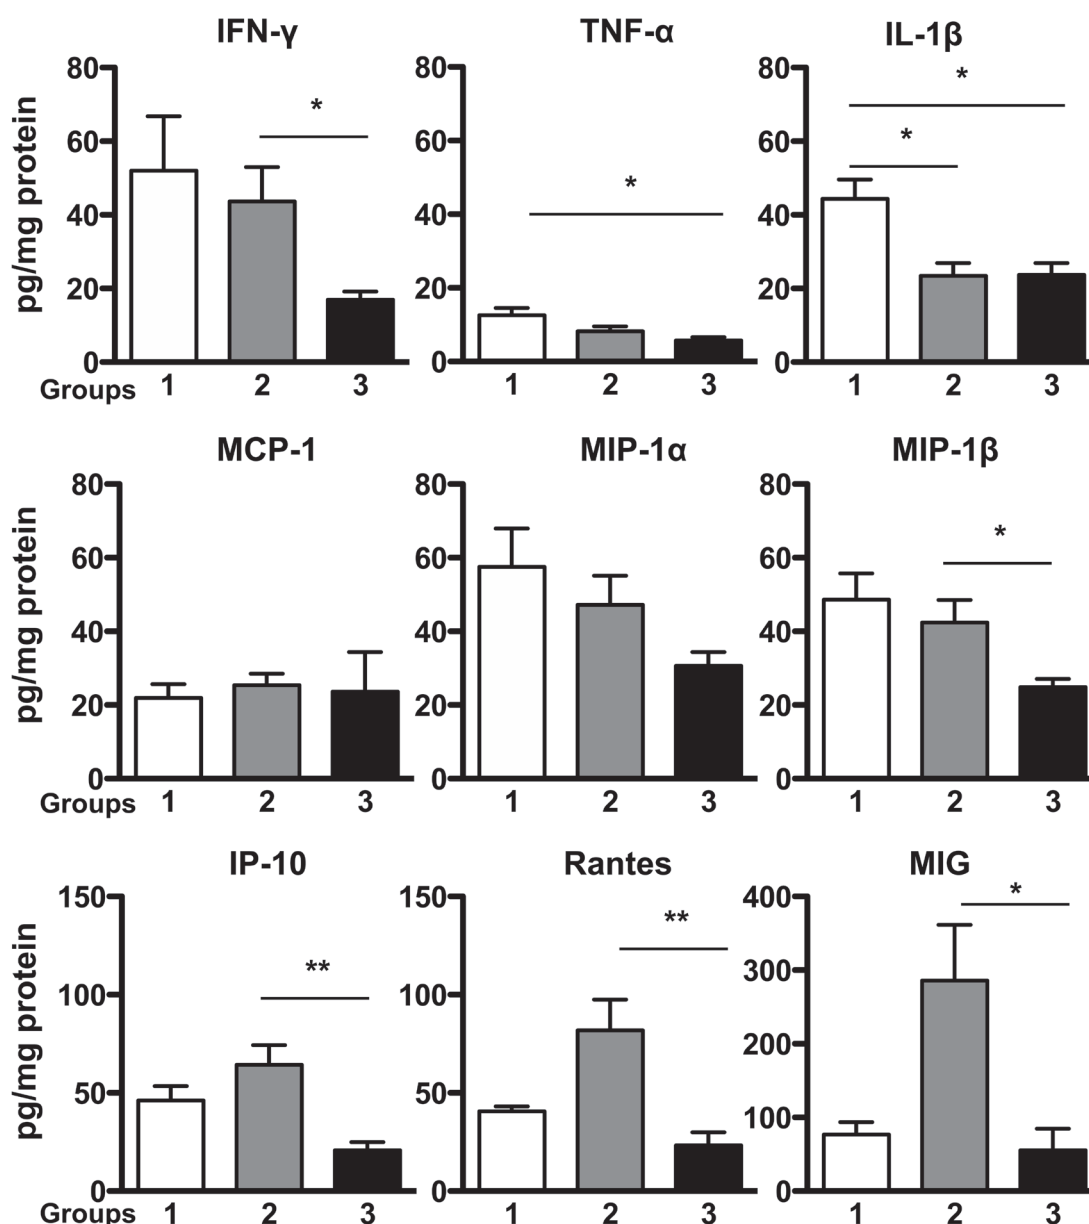 IFN-γ TNF-α IL-1β
80 80 80
* * * *
60 60 60
pg/mg protein
40 40 40
20 20 20
0 0 0
Groups 1 2 3 1 2 3 1 2 3
MCP-1 MIP-1α MIP-1β
80 80 80
*
60 60 60
pg/mg protein
40 40 40
20 20 20
0 0 0
Groups 1 2 3 1 2 3 1 2 3
IP-10 Rantes MIG
150 150 400
** ** *
300
pg/mg protein
100 100
200
50 50
100
0 0 0
Groups 1 2 3 1 2 3 1 2 3